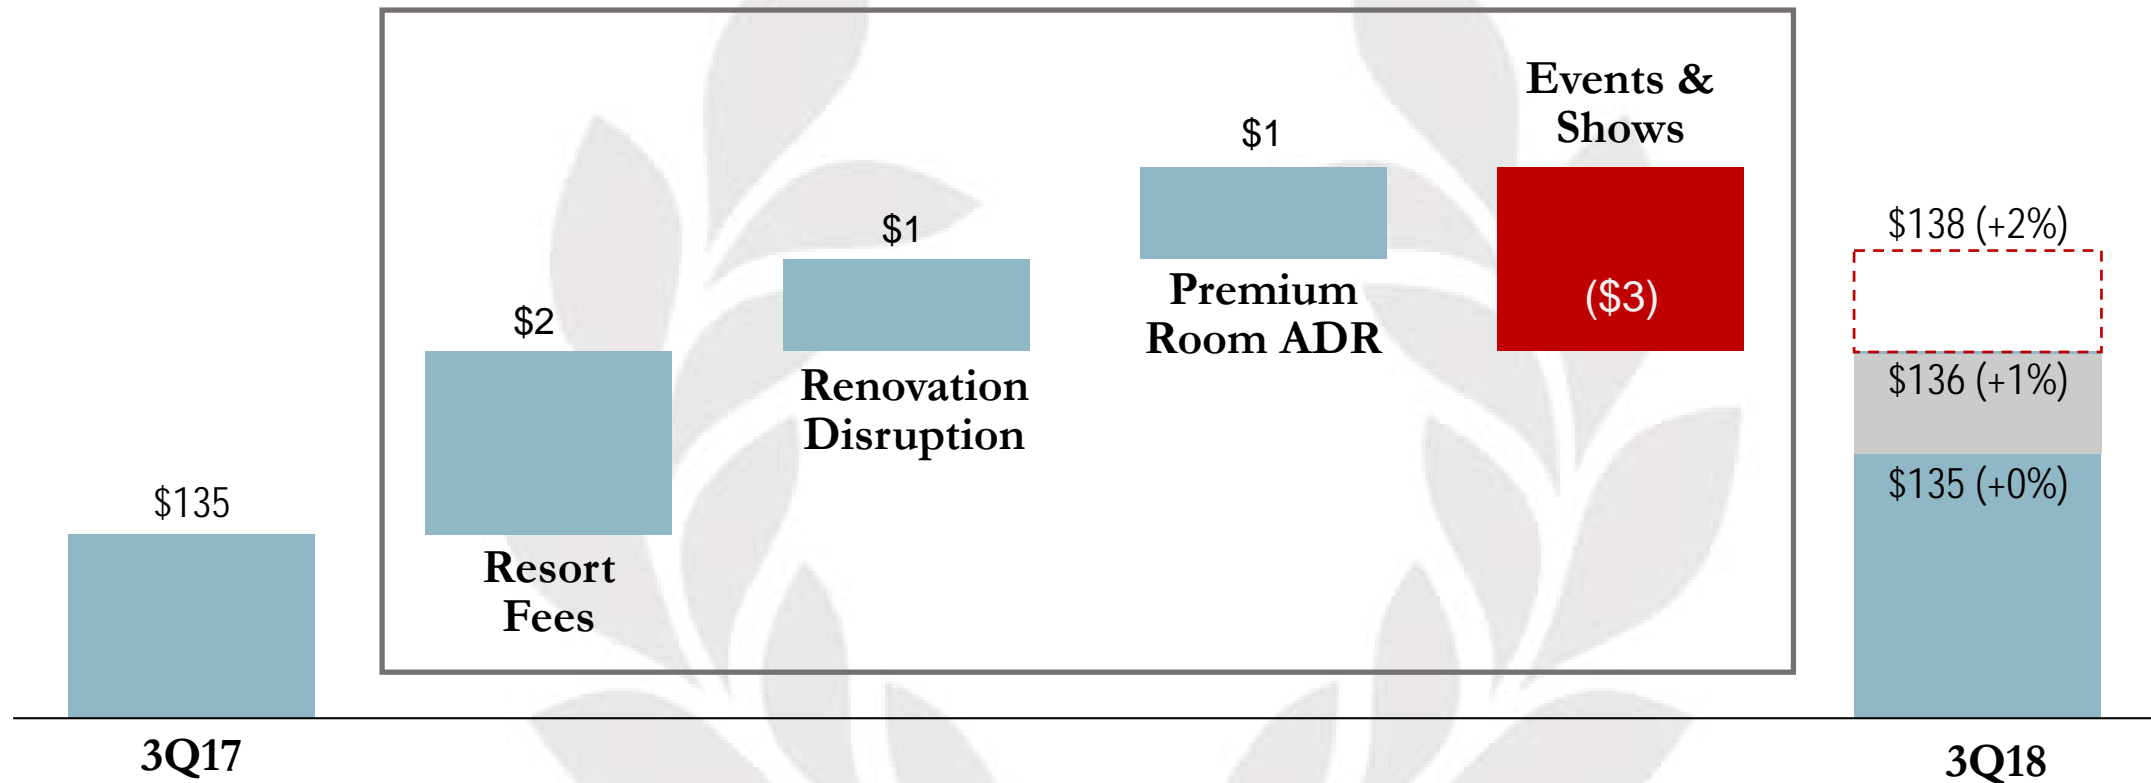 $135
3Q17
$2
Resort
Fees
$1
Renovation
Disruption
$1
Premium
Room ADR
Events &
Shows
($3)
$138 (+2%)
$136 (+1%)
$135 (+0%)
3Q18